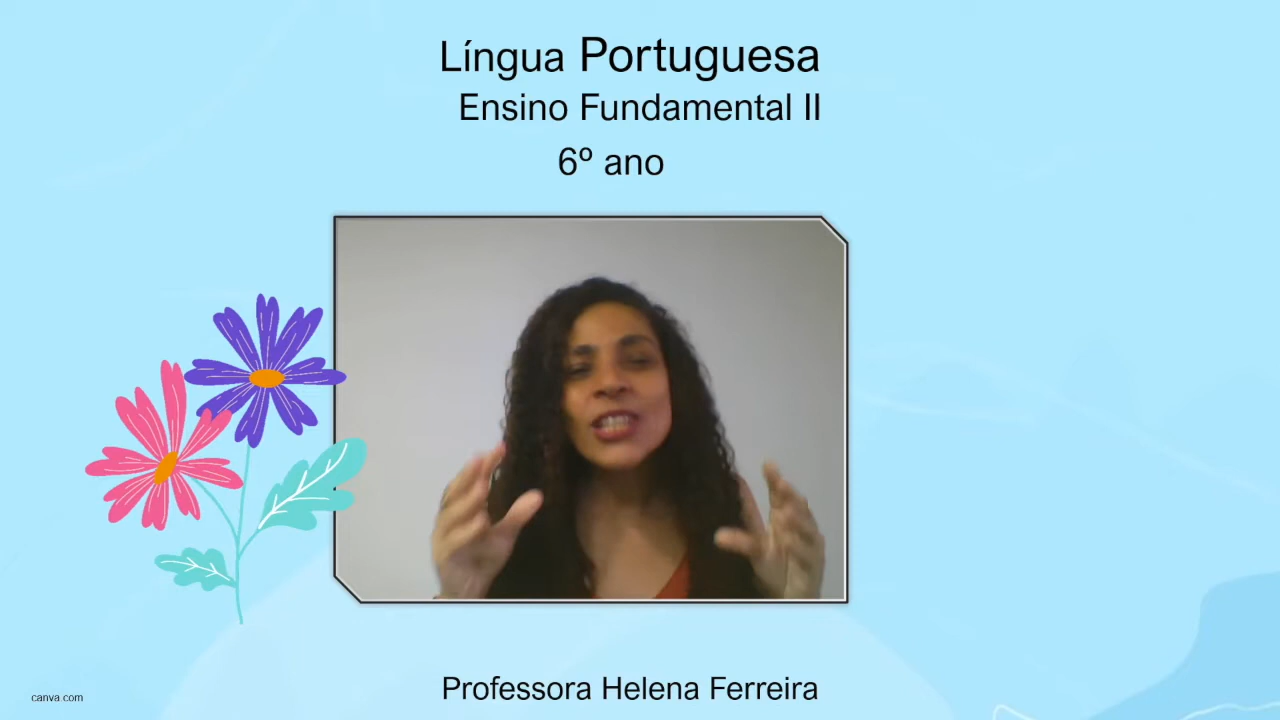 Língua Portuguesa
Ensino Fundamental II
6º ano
Professora Helena Ferreira
canva.com